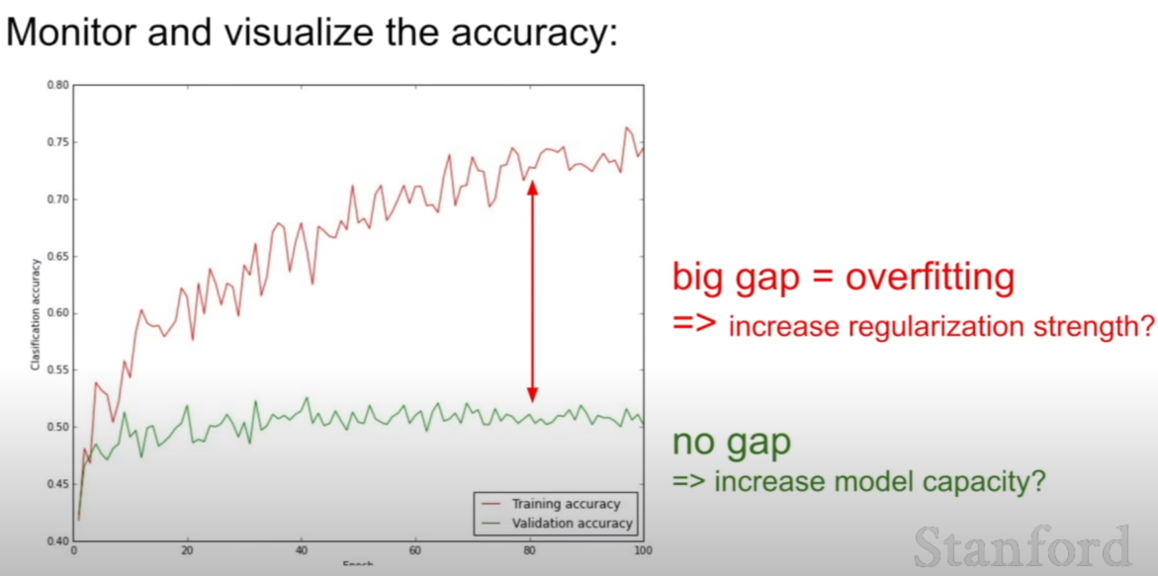 Monitor and visualize the accuracy:
0.80
0.75
0.70
0.65
0.60
0.55
0.50
0.45
0.40
Clasification accuracy
0
20
40
60
80
100
Epoch
Training accuracy
Validation accuracy
big gap = overfitting
=> increase regularization strength?
no gap
=> increase model capacity?
Stanford